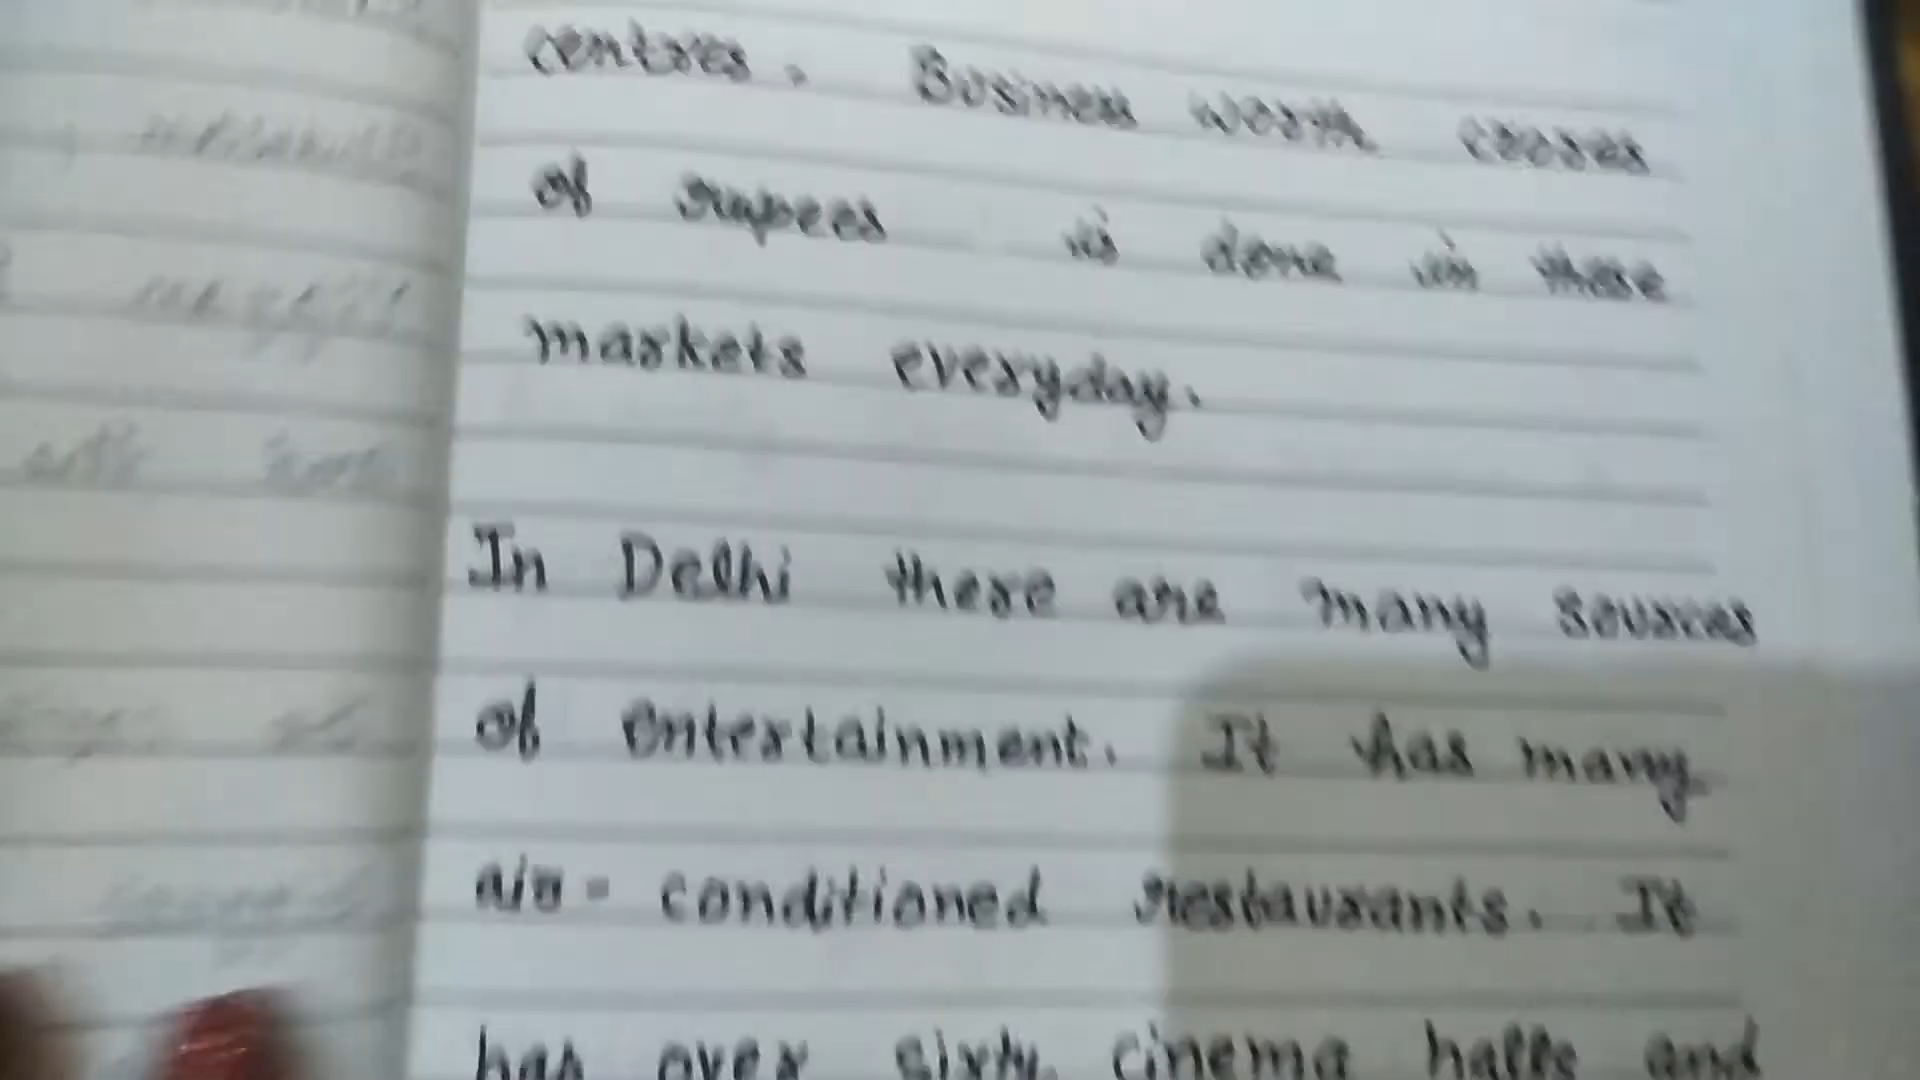 centres. Business worth crores
of rupees is done in these
markets everyday.
In Delhi there are many sources
of entertainment. It has many
air-conditioned restaurants. It
has over sixty cinema halls and